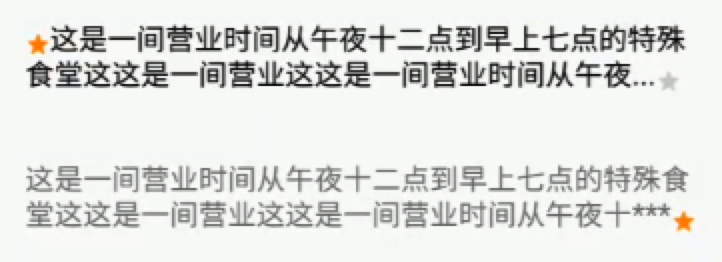 这是一间营业时间从午夜十二点到早上七点的特殊
食堂这这是一间营业这这是一间营业时间从午夜...
这是一间营业时间从午夜十二点到早上七点的特殊食
堂这这是一间营业这这是一间营业时间从午夜十***